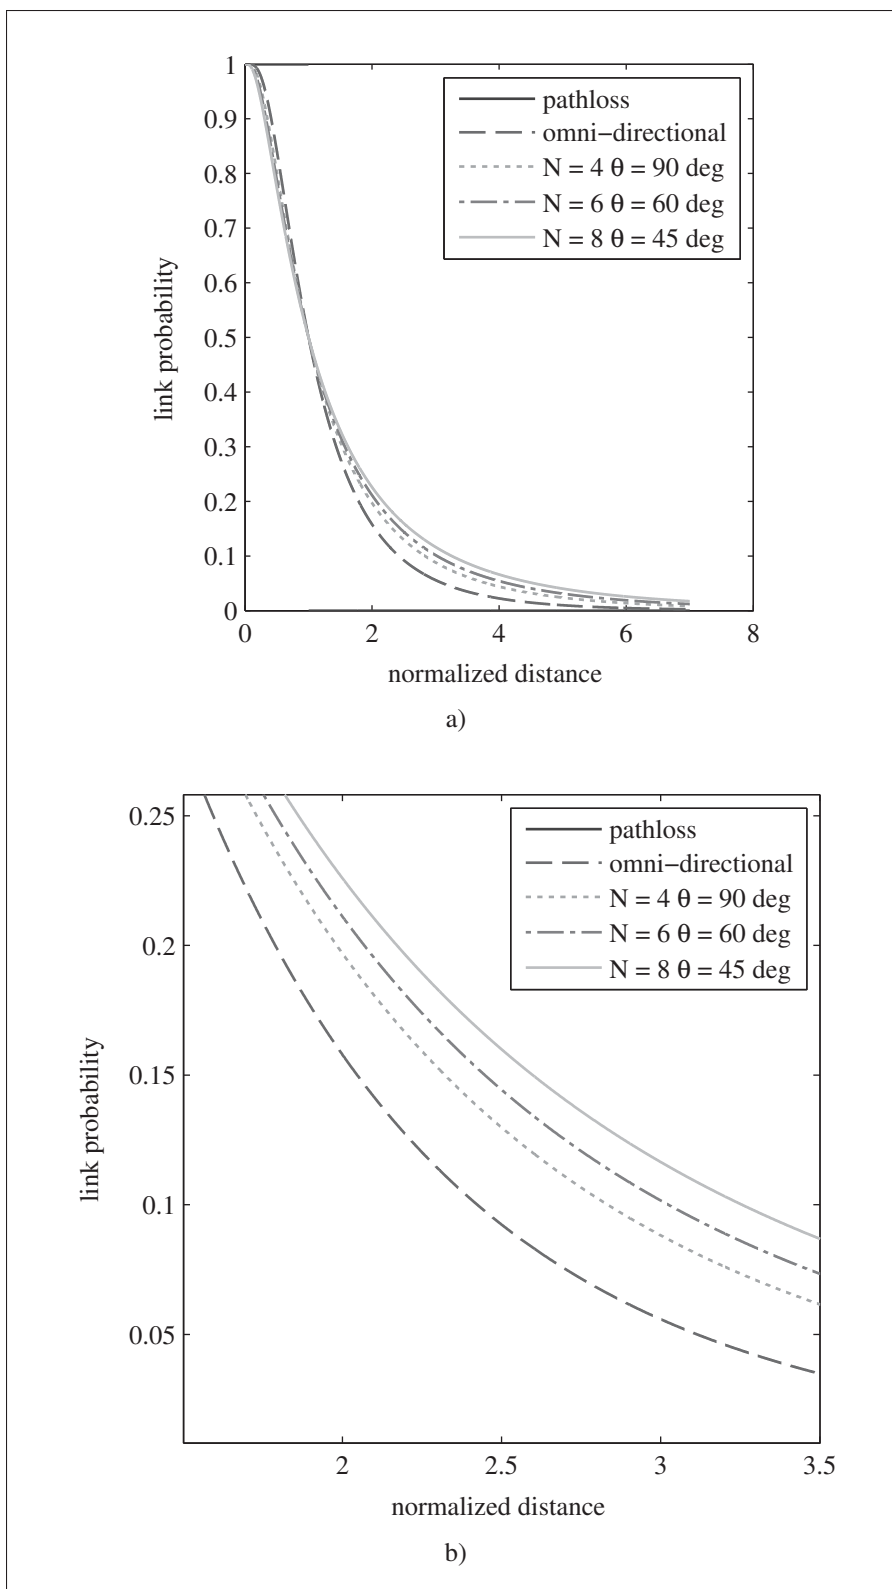 1
0.9
0.8
0.7
0.6
0.5
0.4
0.3
0.2
0.1
0
link probability
pathloss
omni−directional
N = 4 θ = 90 deg
N = 6 θ = 60 deg
N = 8 θ = 45 deg
0 2 4 6 8
normalized distance
a)
0.25
0.2
0.15
0.1
0.05
link probability
pathloss
omni−directional
N = 4 θ = 90 deg
N = 6 θ = 60 deg
N = 8 θ = 45 deg
2 2.5 3 3.5
normalized distance
b)